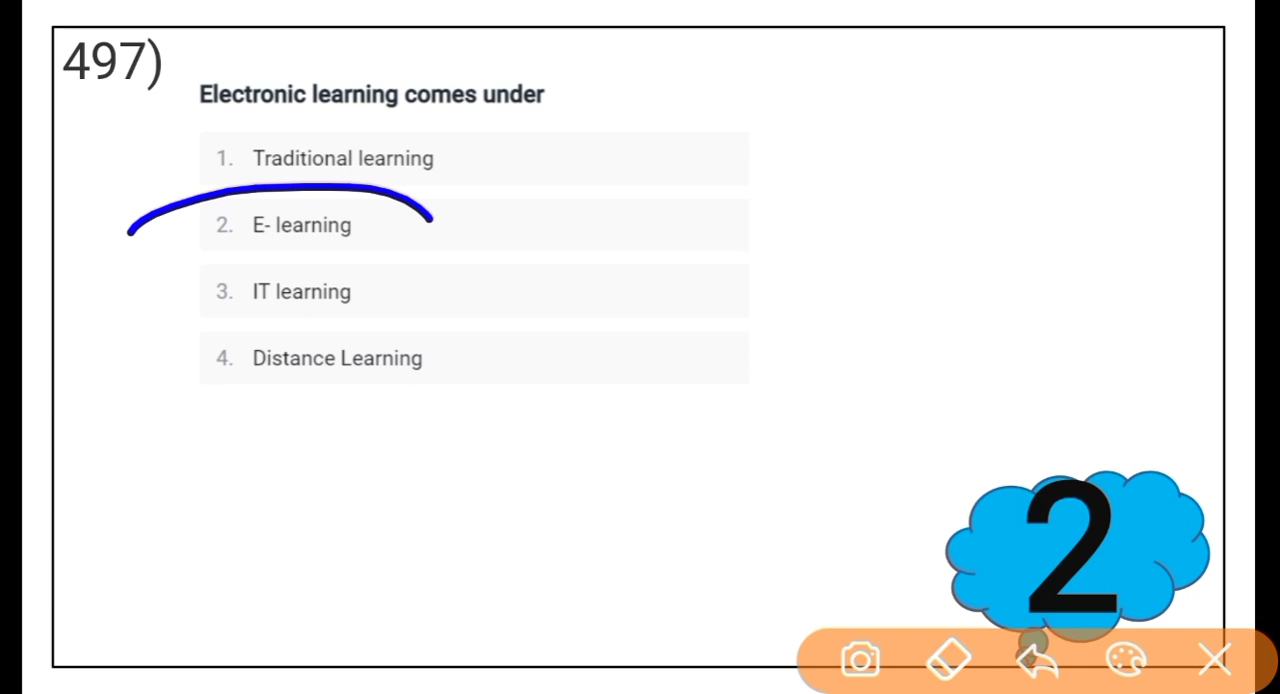 497)
Electronic learning comes under
1. Traditional learning
2. E- learning
3. IT learning
4. Distance Learning
2